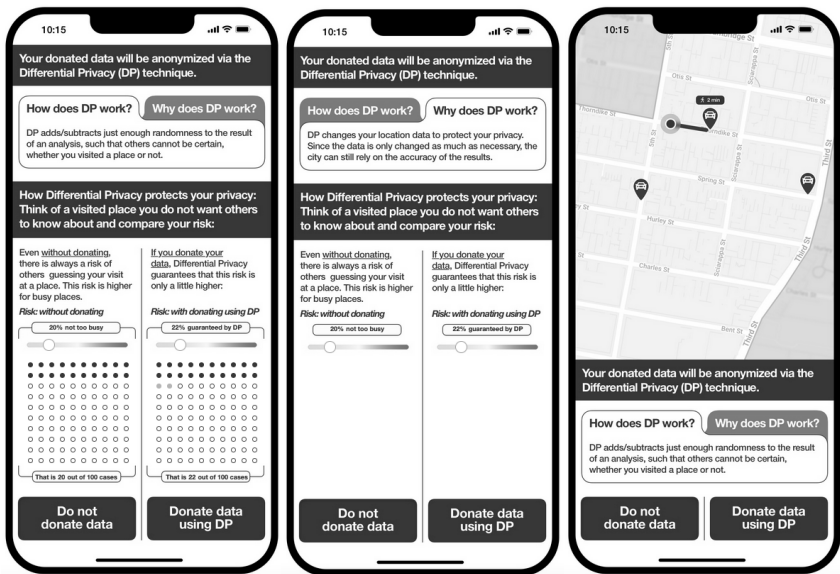 10:15
Your donated data will be anonymized via the
Differential Privacy (DP) technique.
How does DP work?
Why does DP work?
DP adds/subtracts just enough randomness to the result
of an analysis, such that others cannot be certain,
whether you visited a place or not.
How Differential Privacy protects your privacy:
Think of a visited place you do not want others
to know about and compare your risk:
Even without donating,
there is always a risk of
others guessing your visit
at a place. This risk is higher
for busy places.
Risk: without donating
20% not too busy
That is 20 out of 100 cases
If you donate your
data, Differential Privacy
guarantees that this risk is
only a little higher:
Risk: with donating using DP
22% guaranteed by DP
That is 22 out of 100 cases
Do not
donate data
Donate data
using DP
10:15
Your donated data will be anonymized via the
Differential Privacy (DP) technique.
How does DP work?
Why does DP work?
DP changes your location data to protect your privacy.
Since the data is only changed as much as necessary, the
city can still rely on the accuracy of the results.
How Differential Privacy protects your privacy:
Think of a visited place you do not want others
to know about and compare your risk:
Even without donating,
there is always a risk of
others guessing your visit
at a place. This risk is higher
for busy places.
Risk: without donating
20% not too busy
If you donate your
data, Differential Privacy
guarantees that this risk is
only a little higher:
Risk: with donating using DP
22% guaranteed by DP
Do not
donate data
Donate data
using DP
10:15
5th St
Sciarappa St
Otis St
Otis St
Thorndike St
2 min
5th St
Sciarappa St
Third St
Spring St
Hurley St
Charles St
Third St
Bent St
Third St
Your donated data will be anonymized via the
Differential Privacy (DP) technique.
How does DP work?
Why does DP work?
DP adds/subtracts just enough randomness to the result
of an analysis, such that others cannot be certain,
whether you visited a place or not.
Do not
donate data
Donate data
using DP